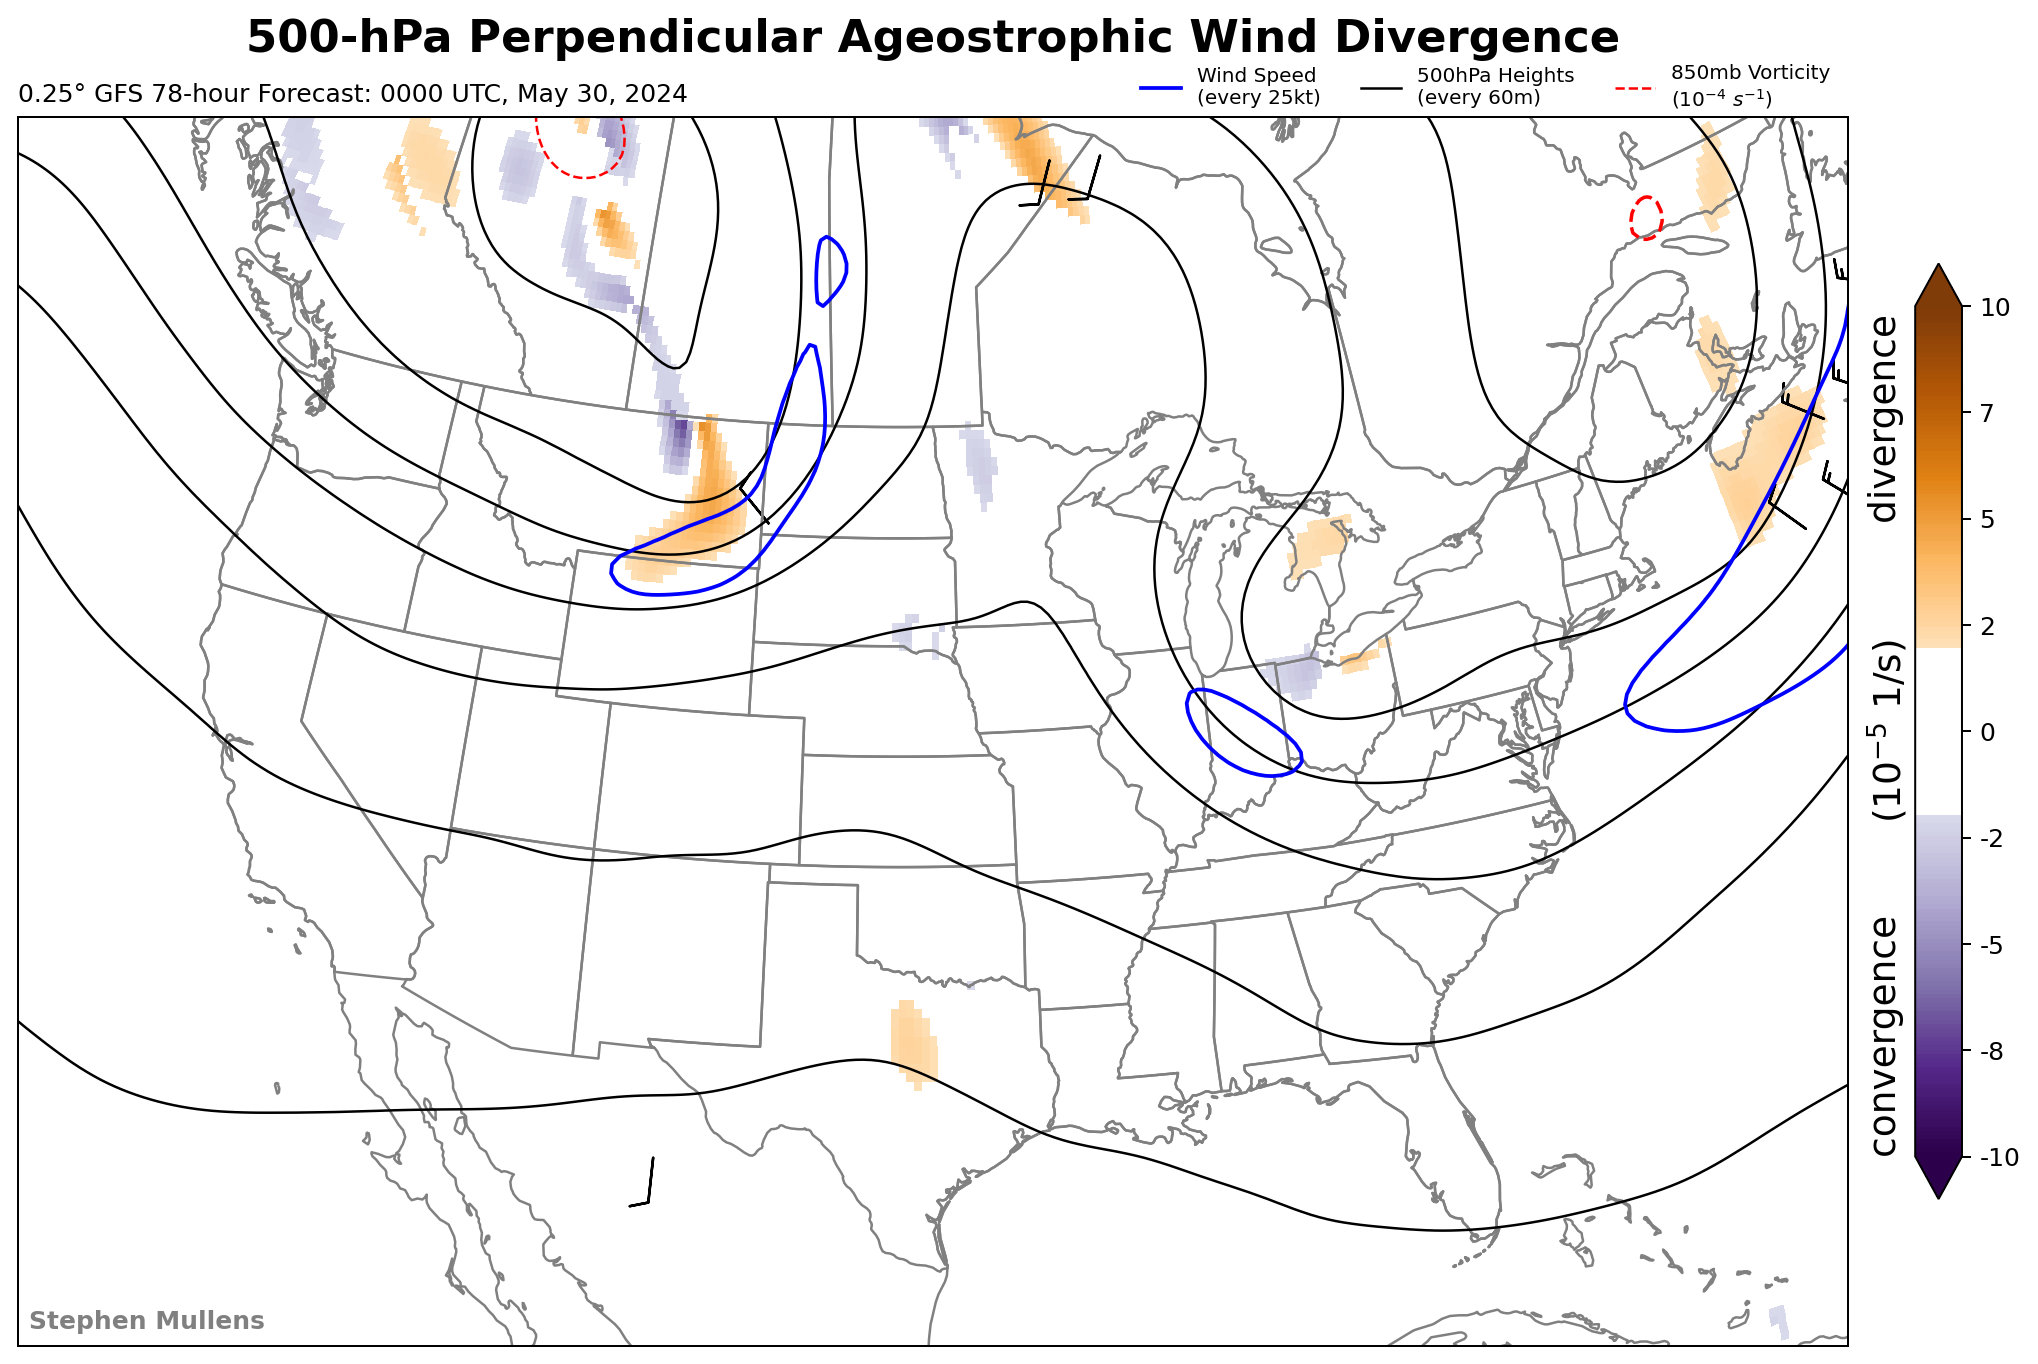 500-hPa Perpendicular Ageostrophic Wind Divergence
0.25° GFS 78-hour Forecast: 0000 UTC, May 30, 2024
Wind Speed
(every 25kt)
500hPa Heights
(every 60m)
850mb Vorticity
(10⁻⁴ s⁻¹)
10
7
5
2
0
-2
-5
-8
-10
convergence (10⁻⁵ 1/s) divergence
Stephen Mullens